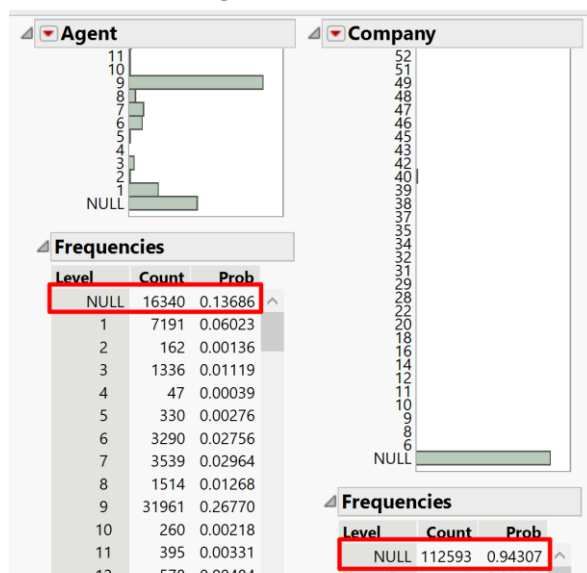 Agent
11
10
9
8
7
6
5
4
3
2
1
NULL
Frequencies
Level Count Prob
NULL 16340 0.13686
1 7191 0.06023
2 162 0.00136
3 1336 0.01119
4 47 0.00039
5 330 0.00276
6 3290 0.02756
7 3539 0.02964
8 1514 0.01268
9 31961 0.26770
10 260 0.00218
11 395 0.00331
Company
52
51
49
48
47
46
45
43
42
40
39
38
37
35
34
32
31
29
28
22
20
18
16
14
12
11
10
9
8
6
NULL
Frequencies
Level Count Prob
NULL 112593 0.94307